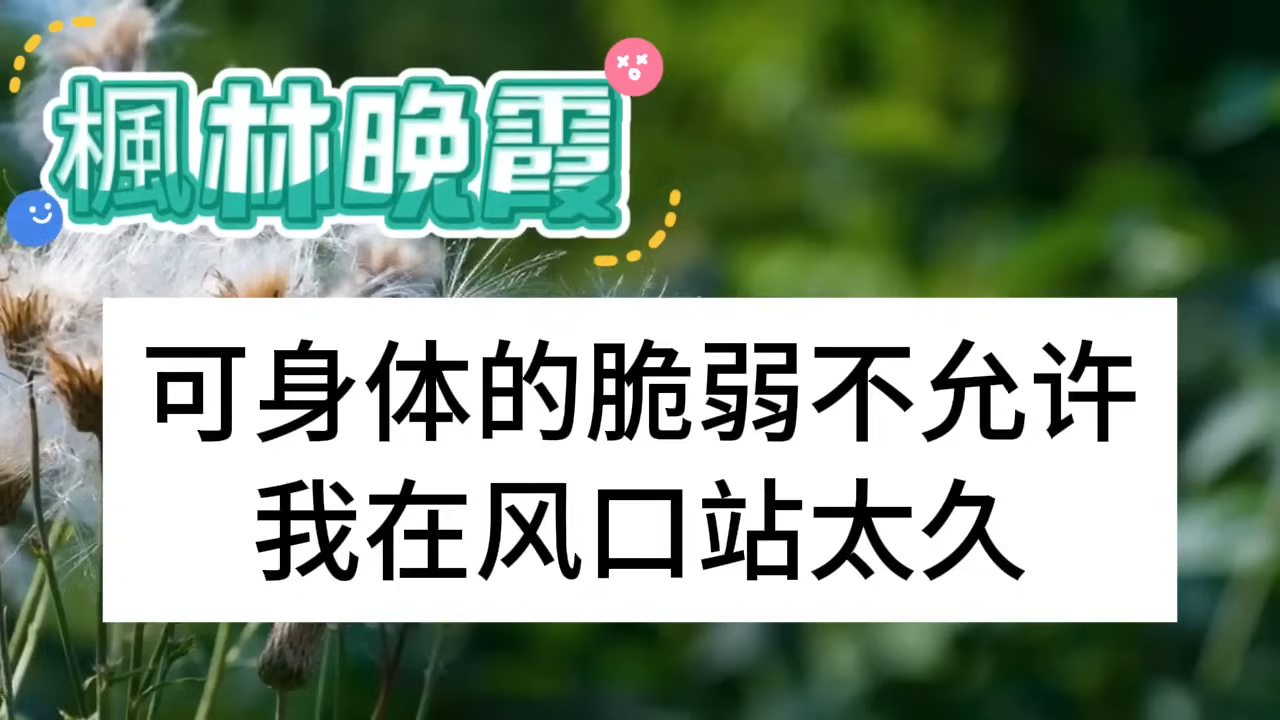 楓林晚霞
可身体的脆弱不允许
我在风口站太久